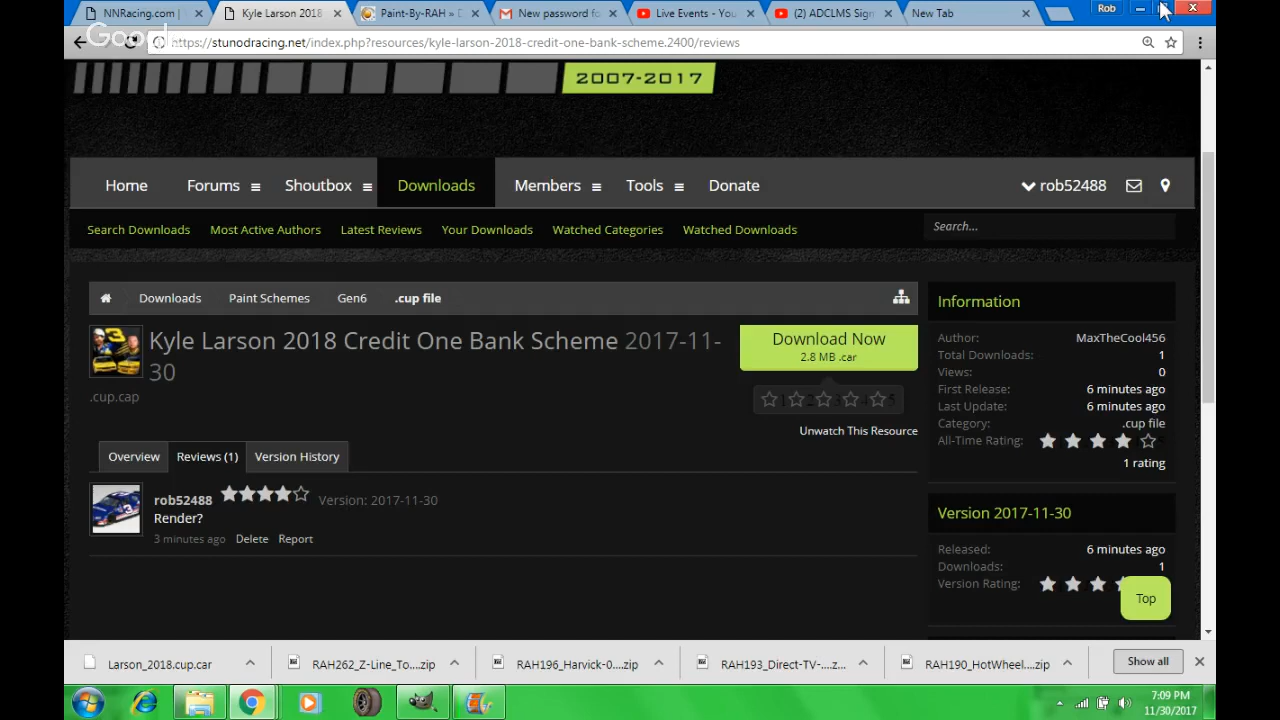 NNRacing.com |
Kyle Larson 2018
Paint-By-RAH » E
New password fo
Live Events - You
(2) ADCLMS Sign
New Tab
Rob
https://stunodracing.net/index.php?resources/kyle-larson-2018-credit-one-bank-scheme.2400/reviews
2007-2017
Home
Forums
Shoutbox
Downloads
Members
Tools
Donate
rob52488
Search Downloads
Most Active Authors
Latest Reviews
Your Downloads
Watched Categories
Watched Downloads
Search...
Downloads
Paint Schemes
Gen6
.cup file
Kyle Larson 2018 Credit One Bank Scheme 2017-11-
30
.cup.cap
Download Now
2.8 MB .car
Unwatch This Resource
Overview
Reviews (1)
Version History
rob52488
Version: 2017-11-30
Render?
3 minutes ago
Delete
Report
Information
Author: MaxTheCool456
Total Downloads: 1
Views: 0
First Release: 6 minutes ago
Last Update: 6 minutes ago
Category: .cup file
All-Time Rating:
1 rating
Version 2017-11-30
Released: 6 minutes ago
Downloads: 1
Version Rating:
Top
Larson_2018.cup.car
RAH262_Z-Line_To....zip
RAH196_Harvick-0....zip
RAH193_Direct-TV-....z...
RAH190_HotWheel....zip
Show all
7:09 PM
11/30/2017